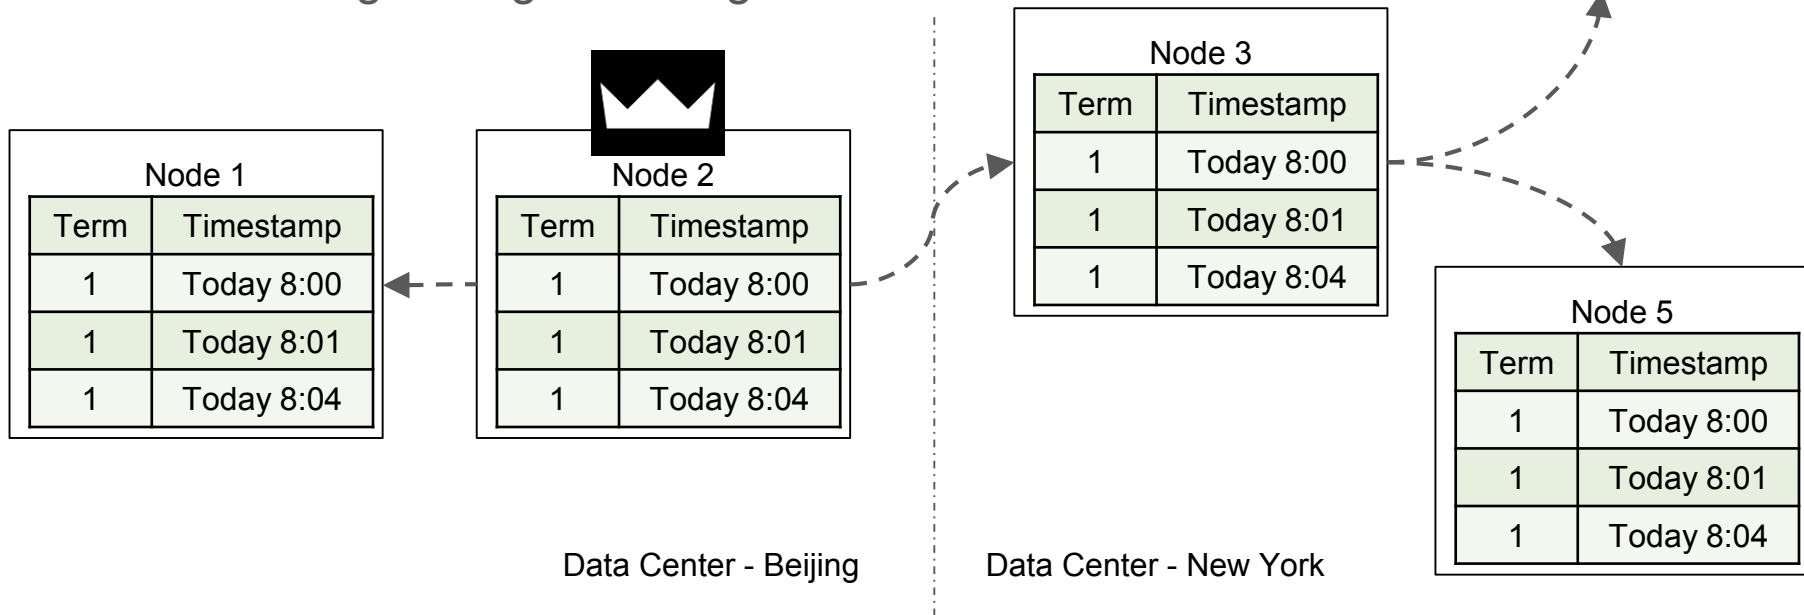 Node 3
Term Timestamp
1 Today 8:00
1 Today 8:01
1 Today 8:04
Node 1
Term Timestamp
1 Today 8:00
1 Today 8:01
1 Today 8:04
Node 2
Term Timestamp
1 Today 8:00
1 Today 8:01
1 Today 8:04
Node 5
Term Timestamp
1 Today 8:00
1 Today 8:01
1 Today 8:04
Data Center - Beijing
Data Center - New York